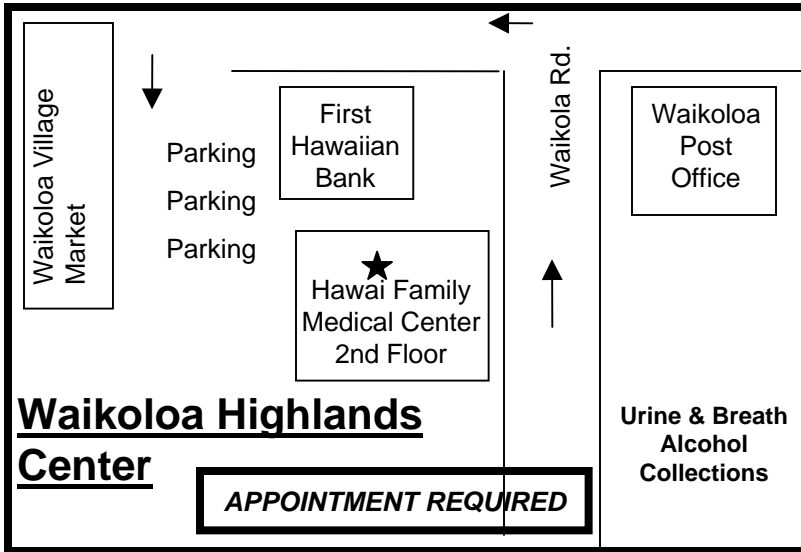 Waikoloa Village
Market
Parking
Parking
Parking
First
Hawaiian
Bank
Waikola Rd.
Waikoloa
Post
Office
Hawai Family
Medical Center
2nd Floor
Waikoloa Highlands
Center
Urine & Breath
Alcohol
Collections
APPOINTMENT REQUIRED